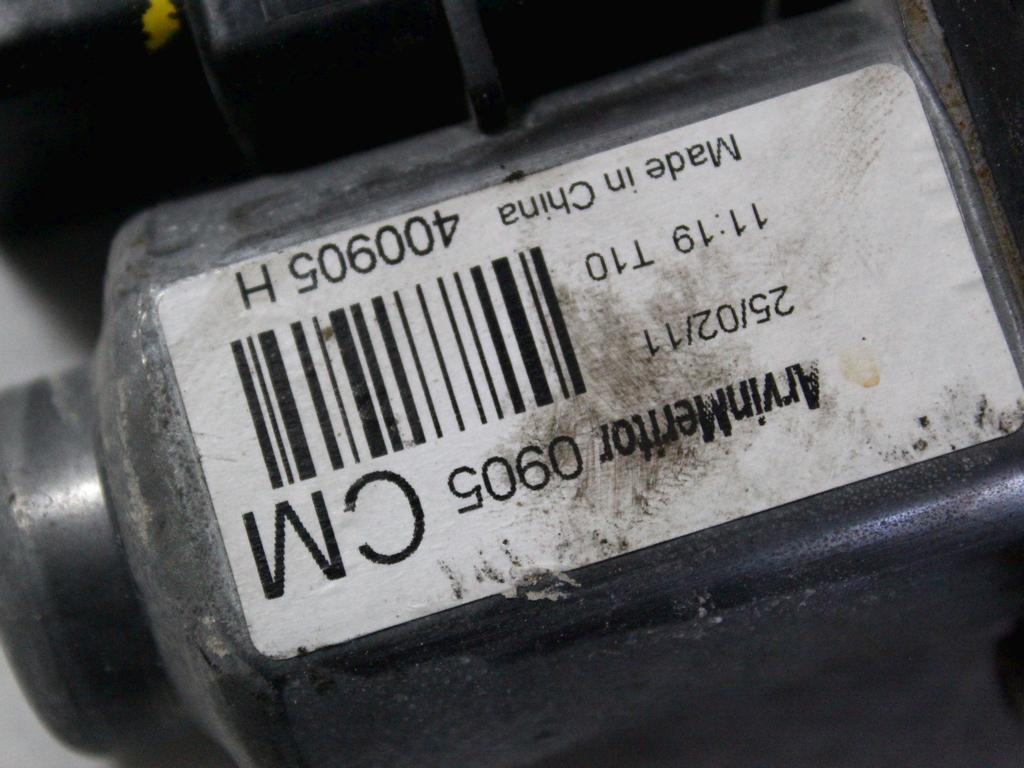 ArvinMeritor 0905 CM
25/02/11
11:19 T10
Made in China 400905 H